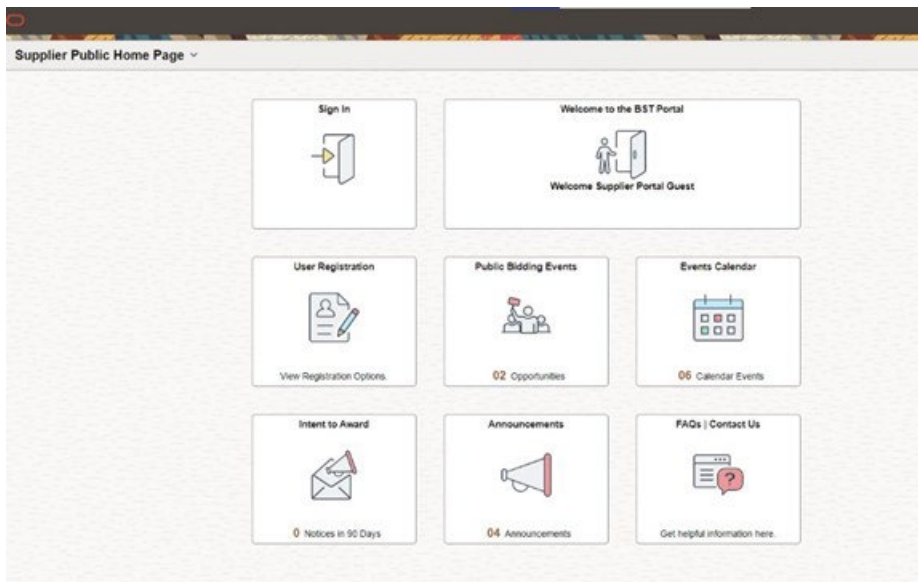 Supplier Public Home Page
Sign In
Welcome to the BST Portal
Welcome Supplier Portal Guest
User Registration
View Registration Options.
Public Bidding Events
02 Opportunities
Events Calendar
06 Calendar Events
Intent to Award
0 Notices in 90 Days
Announcements
04 Announcements
FAQs | Contact Us
?
Get helpful information here.